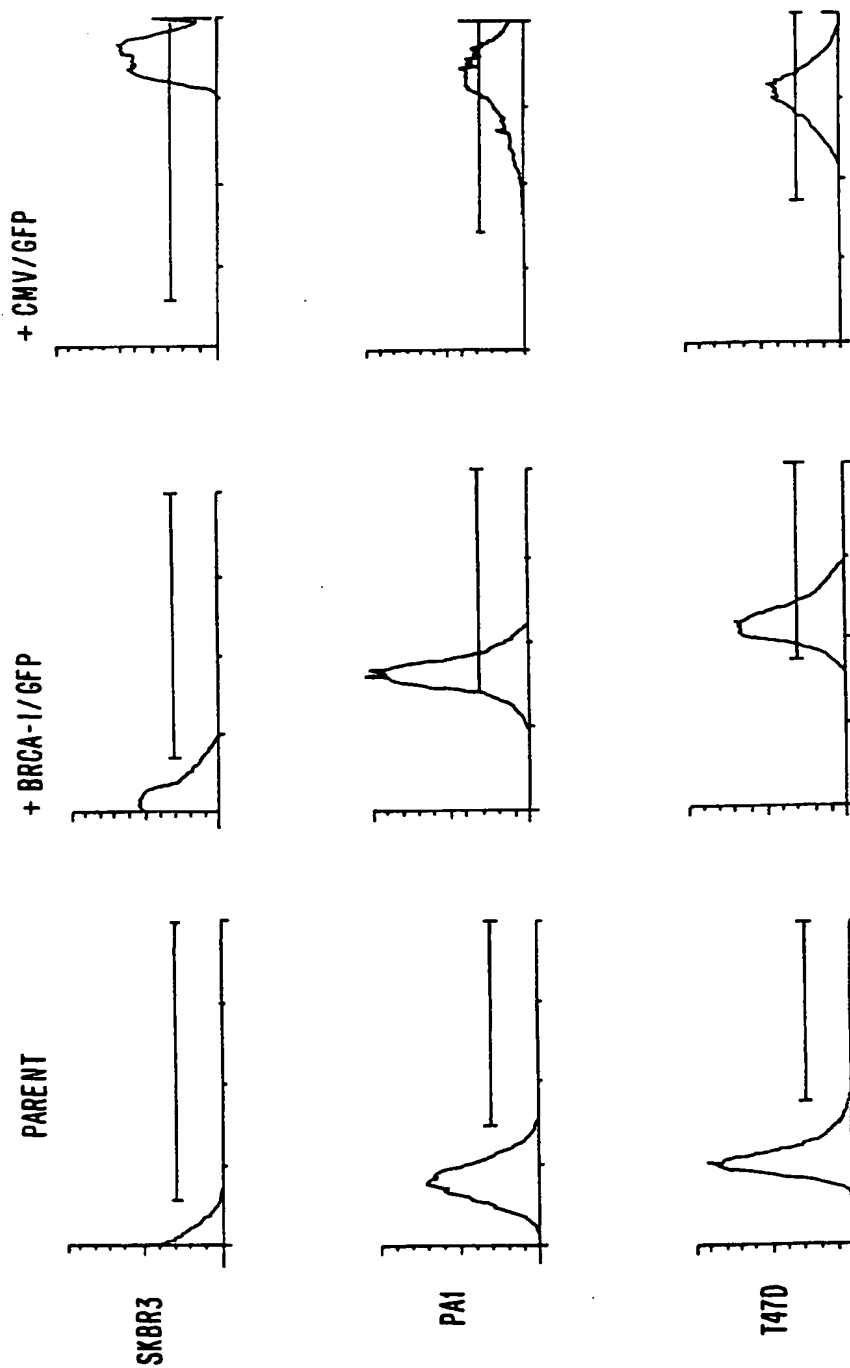 PARENT
+ BRCA-1/GFP
+ CMV/GFP
SKBR3
PA1
T47D